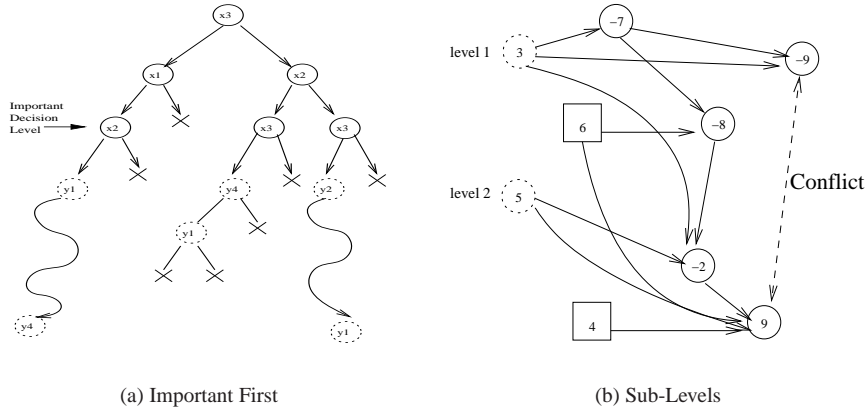 x3
x1
x2
Important
Decision
Level
x2
x3
x3
y1
y4
y2
y1
y4
y1
(a) Important First
level 1
3
−7
−9
6
−8
level 2
5
Conflict
−2
4
9
(b) Sub-Levels